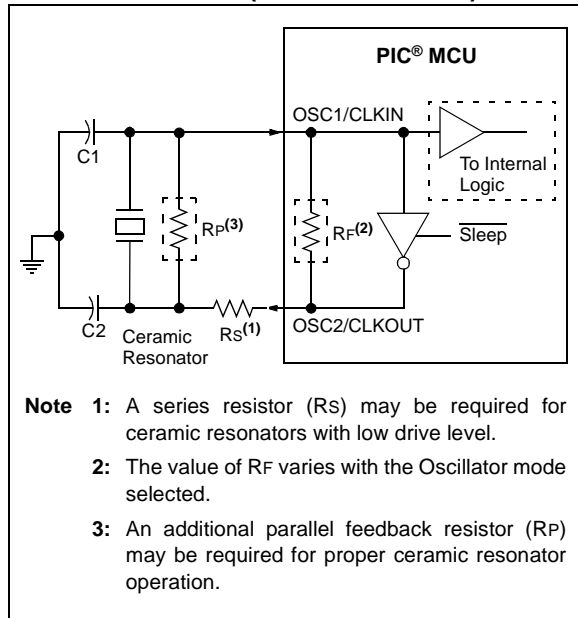 PIC® MCU
OSC1/CLKIN
C1
To Internal
Logic
RP(3)
RF(2)
Sleep
C2
Ceramic
Resonator
RS(1)
OSC2/CLKOUT
Note 1: A series resistor (RS) may be required for
ceramic resonators with low drive level.
2: The value of RF varies with the Oscillator mode
selected.
3: An additional parallel feedback resistor (RP)
may be required for proper ceramic resonator
operation.